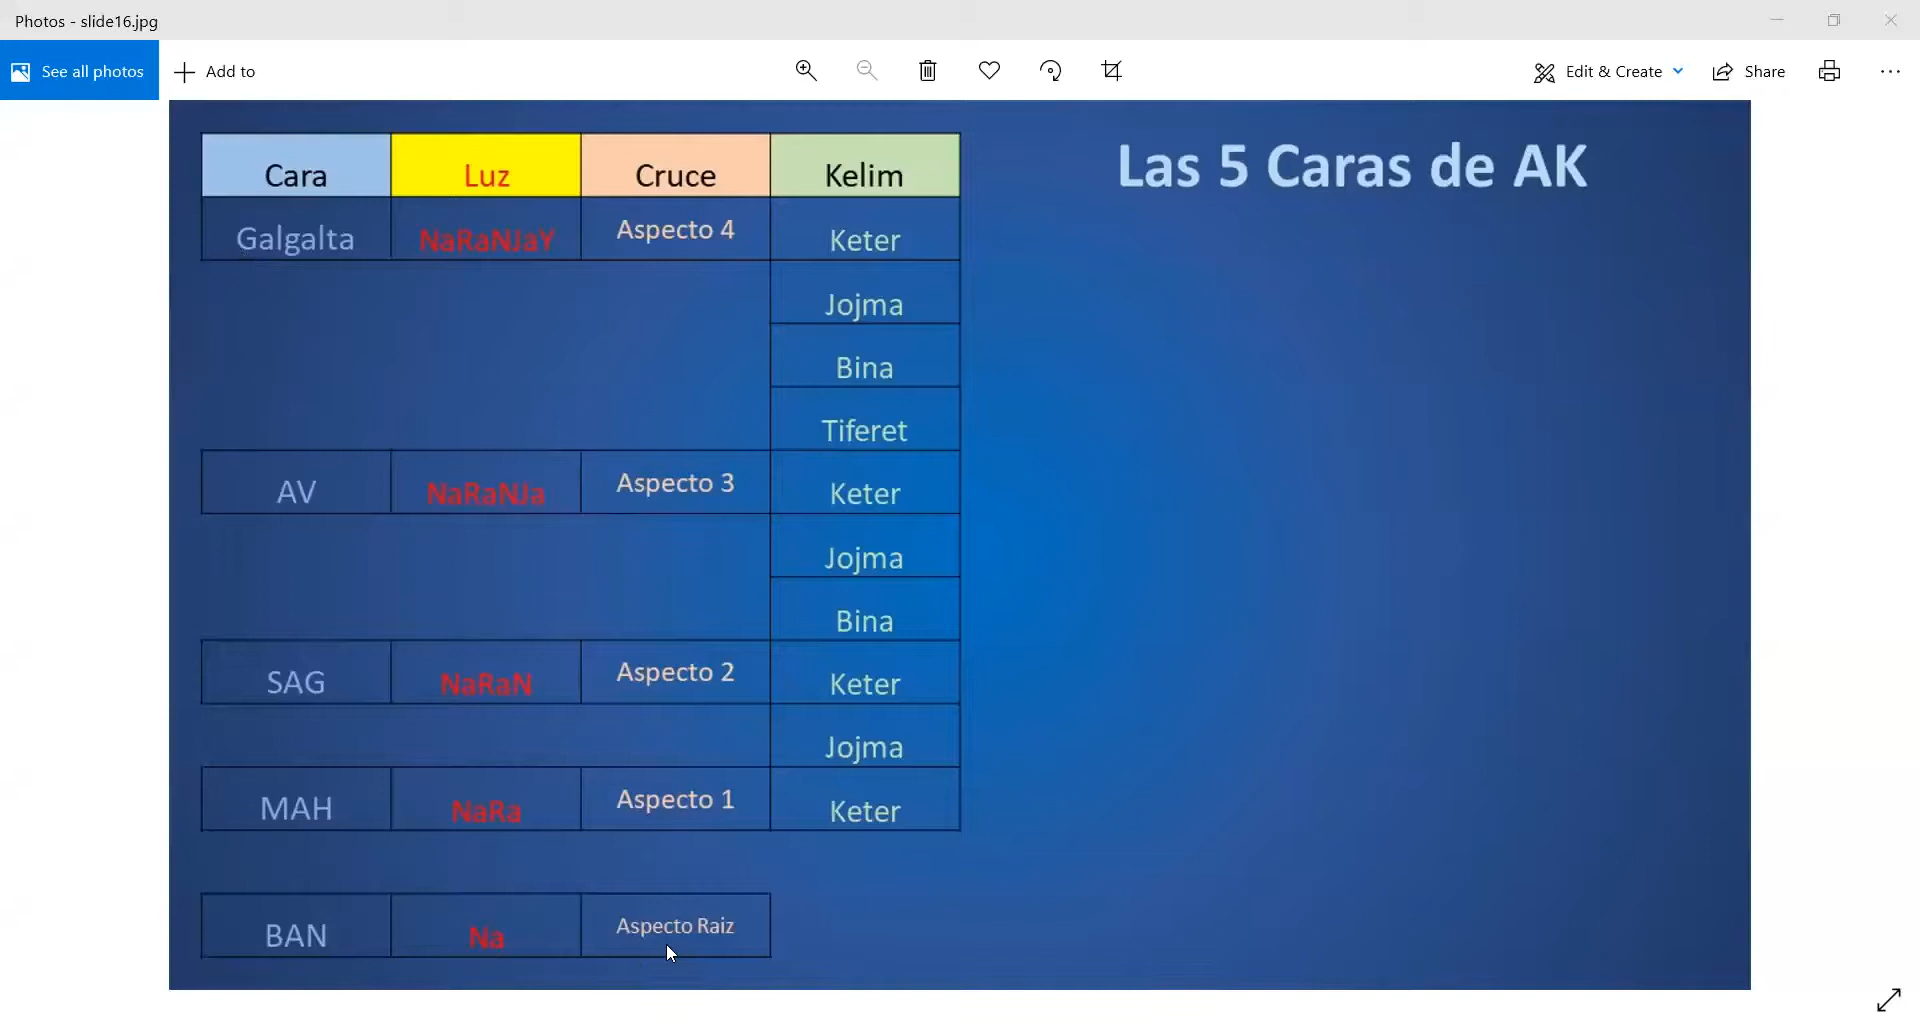 Photos - slide16.jpg
See all photos
Add to
Edit & Create
Share
Las 5 Caras de AK
Cara Luz Cruce Kelim
Galgalta NaRaNJaY Aspecto 4 Keter
Jojma
Bina
Tiferet
AV NaRaNJa Aspecto 3 Keter
Jojma
Bina
SAG NaRaN Aspecto 2 Keter
Jojma
MAH NaRa Aspecto 1 Keter
BAN Na Aspecto Raiz